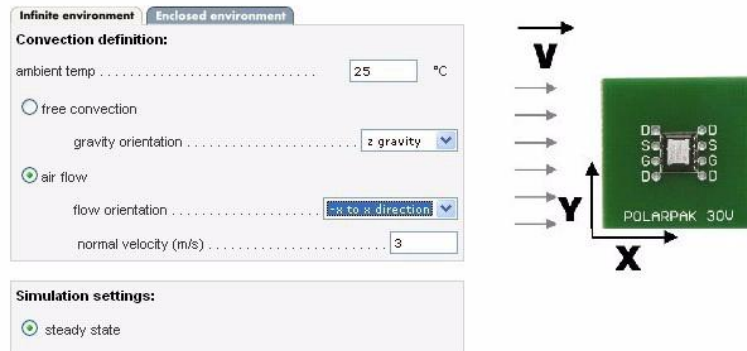 Infinite environment Enclosed environment
Convection definition:
ambient temp . . . . . . . . . . . . . . . . . . . . . . . . . . . . 25 °C
free convection
gravity orientation . . . . . . . . . . . . . . . . . . . . . . z gravity
air flow
flow orientation . . . . . . . . . . . . . . . . . . . -x to x direction
normal velocity (m/s) . . . . . . . . . . . . . . . . . . . . . . 3
Simulation settings:
steady state
V
D D
S S
G G
D D
POLARPAK 30V
Y
X